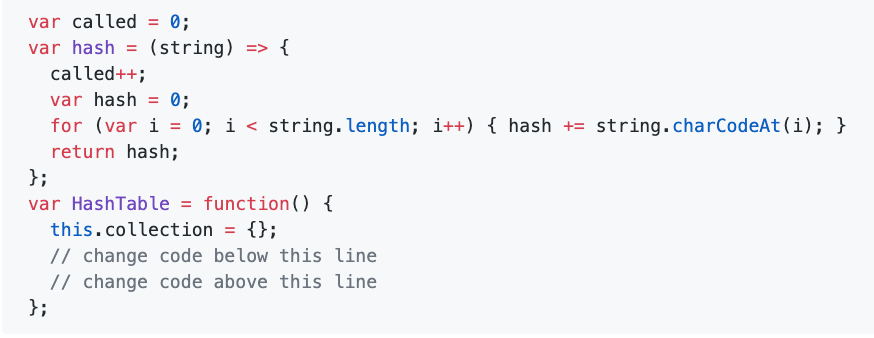 var called = 0;
var hash = (string) => {
  called++;
  var hash = 0;
  for (var i = 0; i < string.length; i++) { hash += string.charCodeAt(i); }
  return hash;
};
var HashTable = function() {
  this.collection = {};
  // change code below this line
  // change code above this line
};